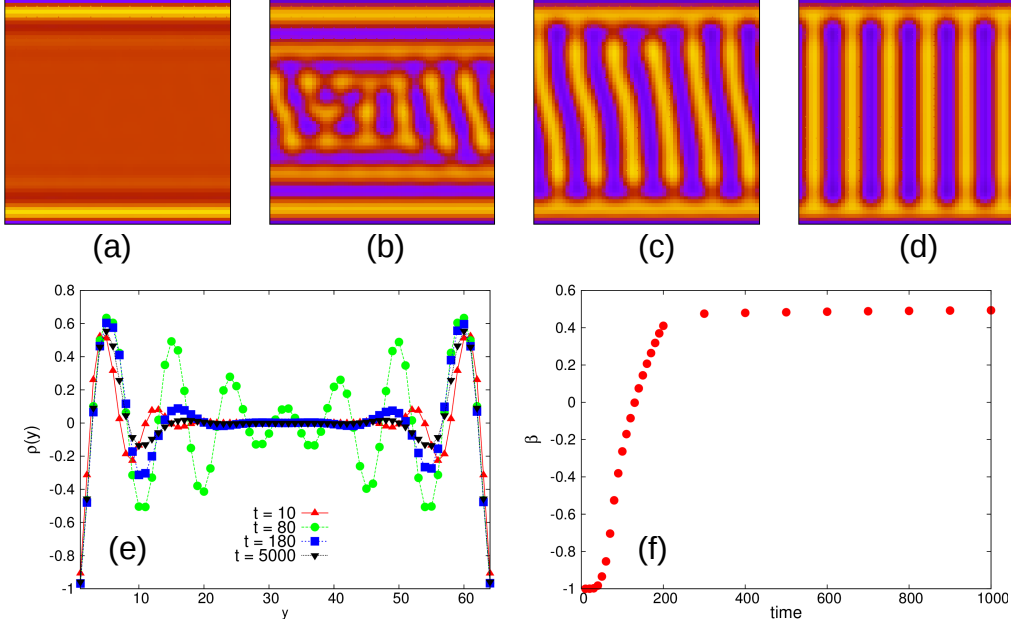 (a)
(b)
(c)
(d)
0.8
0.6
0.4
0.2
0
-0.2
-0.4
-0.6
-0.8
-1
ρ(y)
10
20
30
40
50
60
y
(e)
t = 10
t = 80
t = 180
t = 5000
0.8
0.6
0.4
0.2
0
-0.2
-0.4
-0.6
-0.8
-1
β
0
200
400
600
800
1000
time
(f)